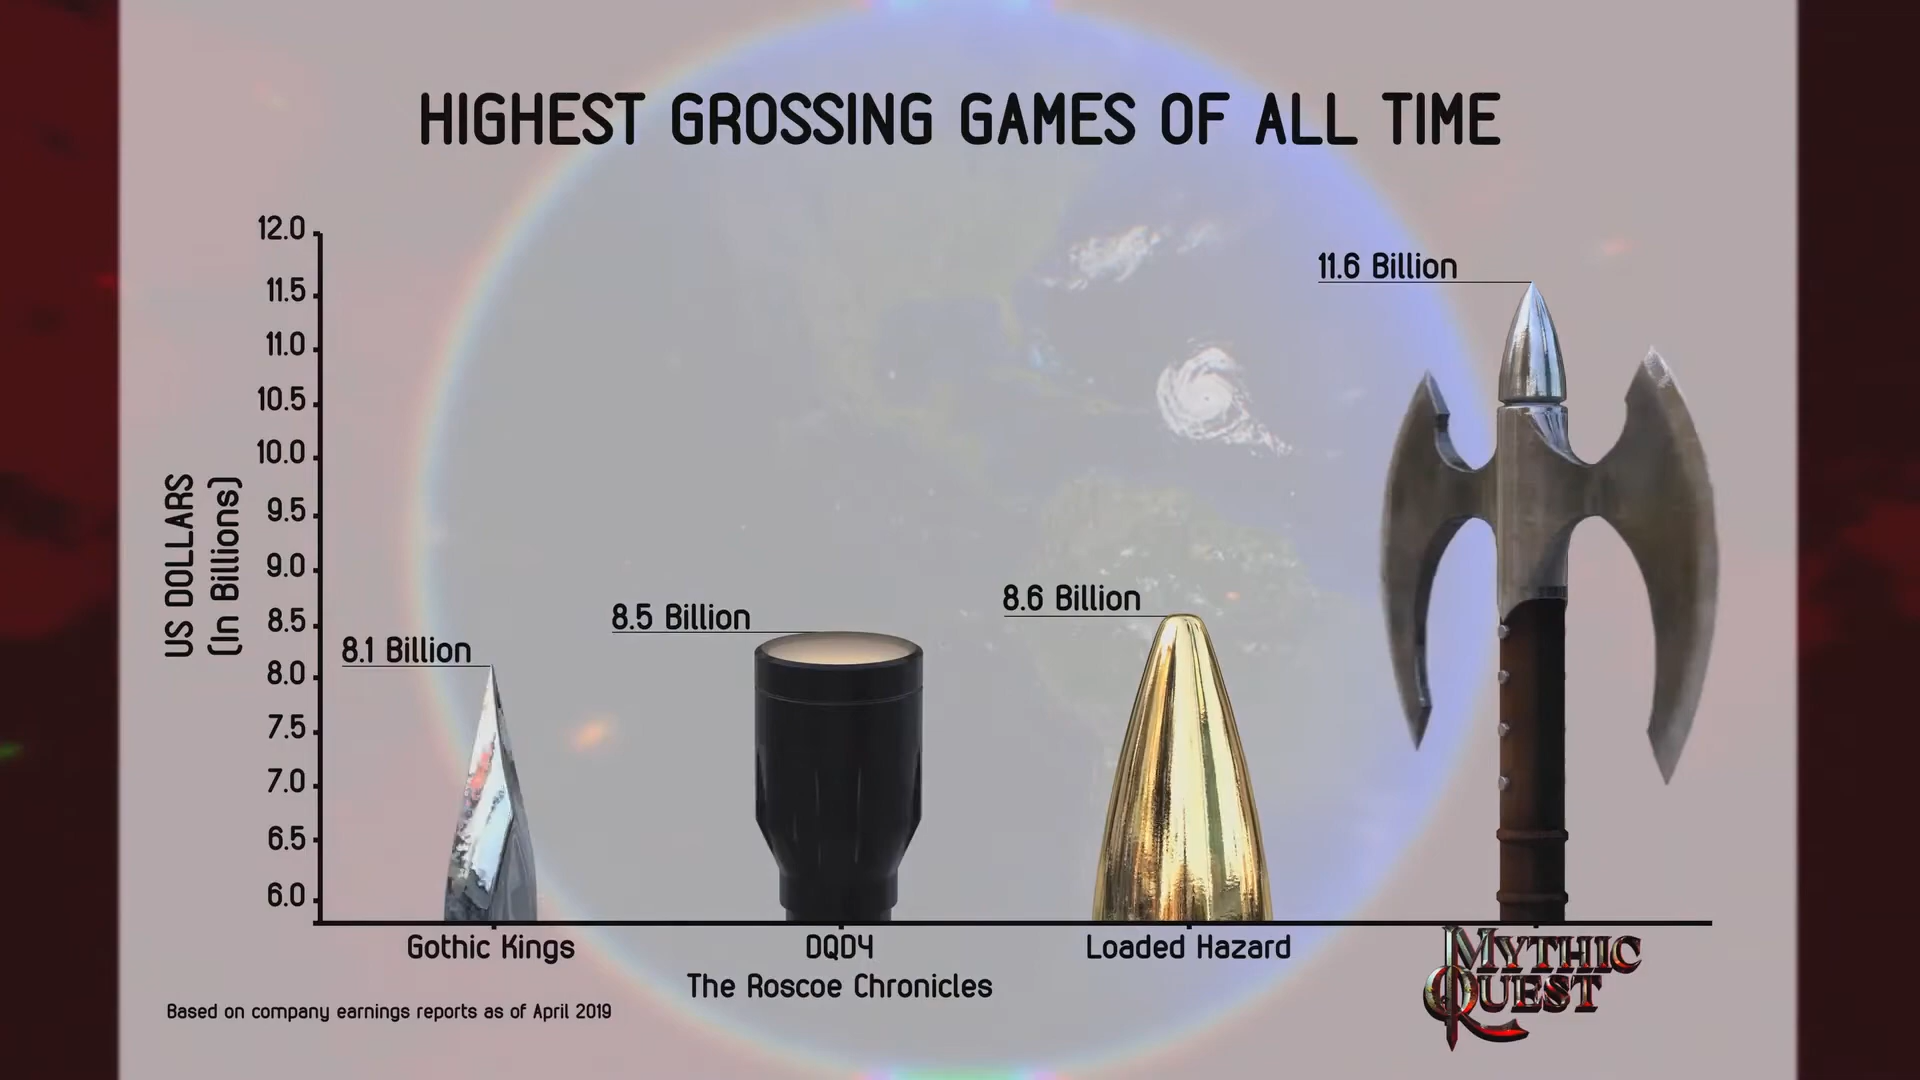 HIGHEST GROSSING GAMES OF ALL TIME
12.0
11.5
11.0
10.5
10.0
9.5
9.0
8.5
8.0
7.5
7.0
6.5
6.0
US DOLLARS
(In Billions)
8.1 Billion
8.5 Billion
8.6 Billion
11.6 Billion
Gothic Kings
DQD4
The Roscoe Chronicles
Loaded Hazard
MYTHIC
QUEST
Based on company earnings reports as of April 2019